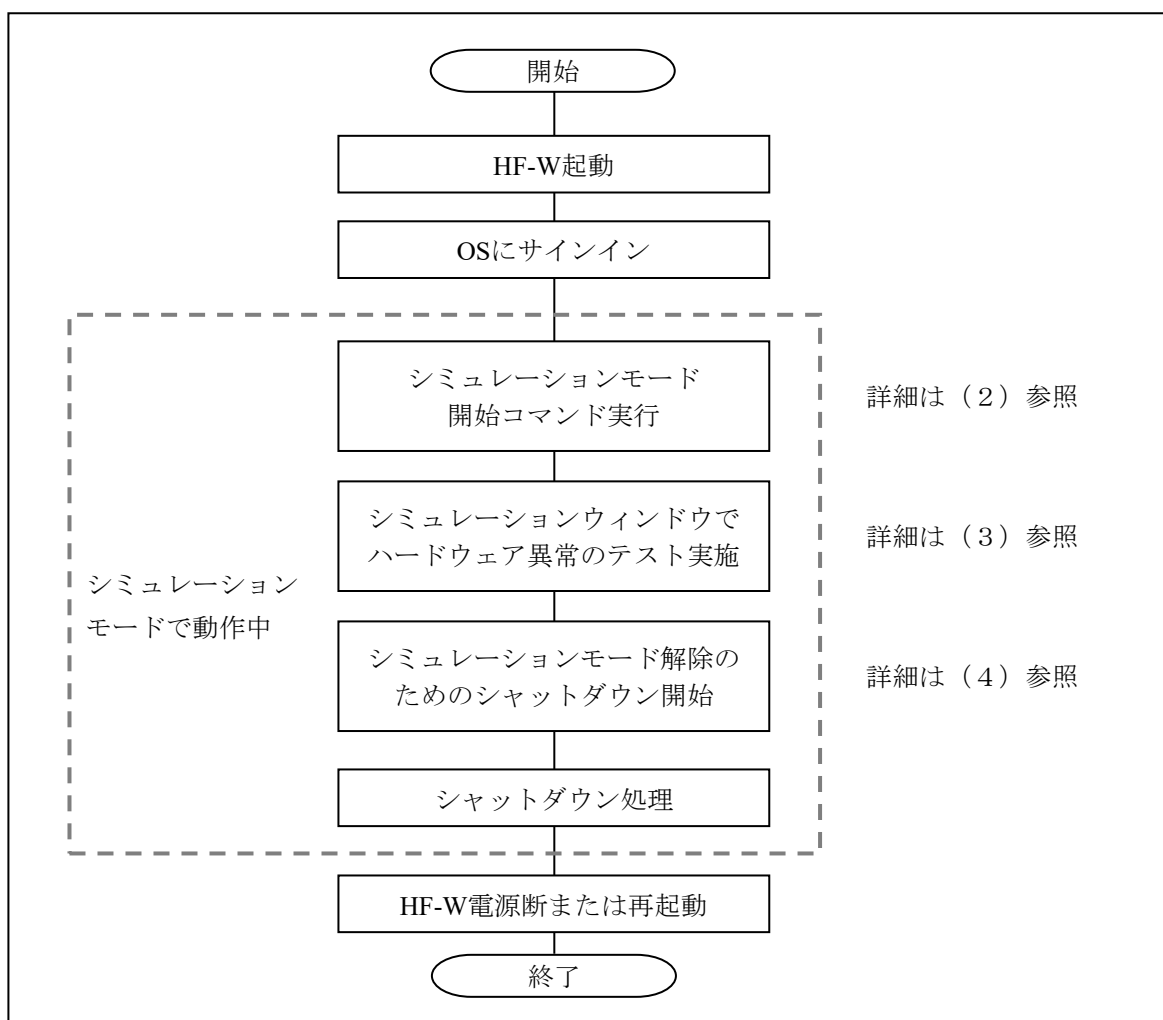 開始
HF-W起動
OSにサインイン
シミュレーションモード
開始コマンド実行
詳細は（２）参照
シミュレーションウィンドウで
ハードウェア異常のテスト実施
詳細は（３）参照
シミュレーション
モードで動作中
シミュレーションモード解除の
ためのシャットダウン開始
詳細は（４）参照
シャットダウン処理
HF-W電源断または再起動
終了